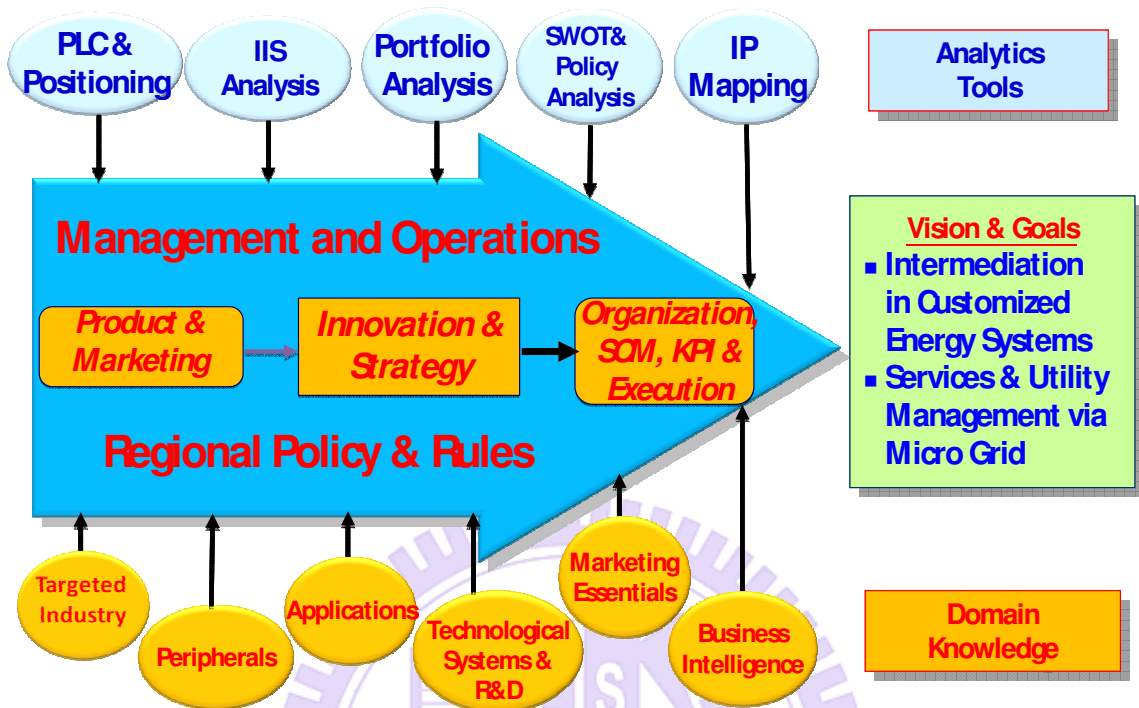 PLC &
Positioning
IIS
Analysis
Portfolio
Analysis
SWOT&
Policy
Analysis
IP
Mapping
Analytics
Tools
Management and Operations
Product &
Marketing
Innovation &
Strategy
Organization,
SCM, KPI &
Execution
Regional Policy & Rules
Vision & Goals
▪ Intermediation
in Customized
Energy Systems
▪ Services & Utility
Management via
Micro Grid
Targeted
Industry
Peripherals
Applications
Technological
Systems &
R&D
Marketing
Essentials
Business
Intelligence
Domain
Knowledge